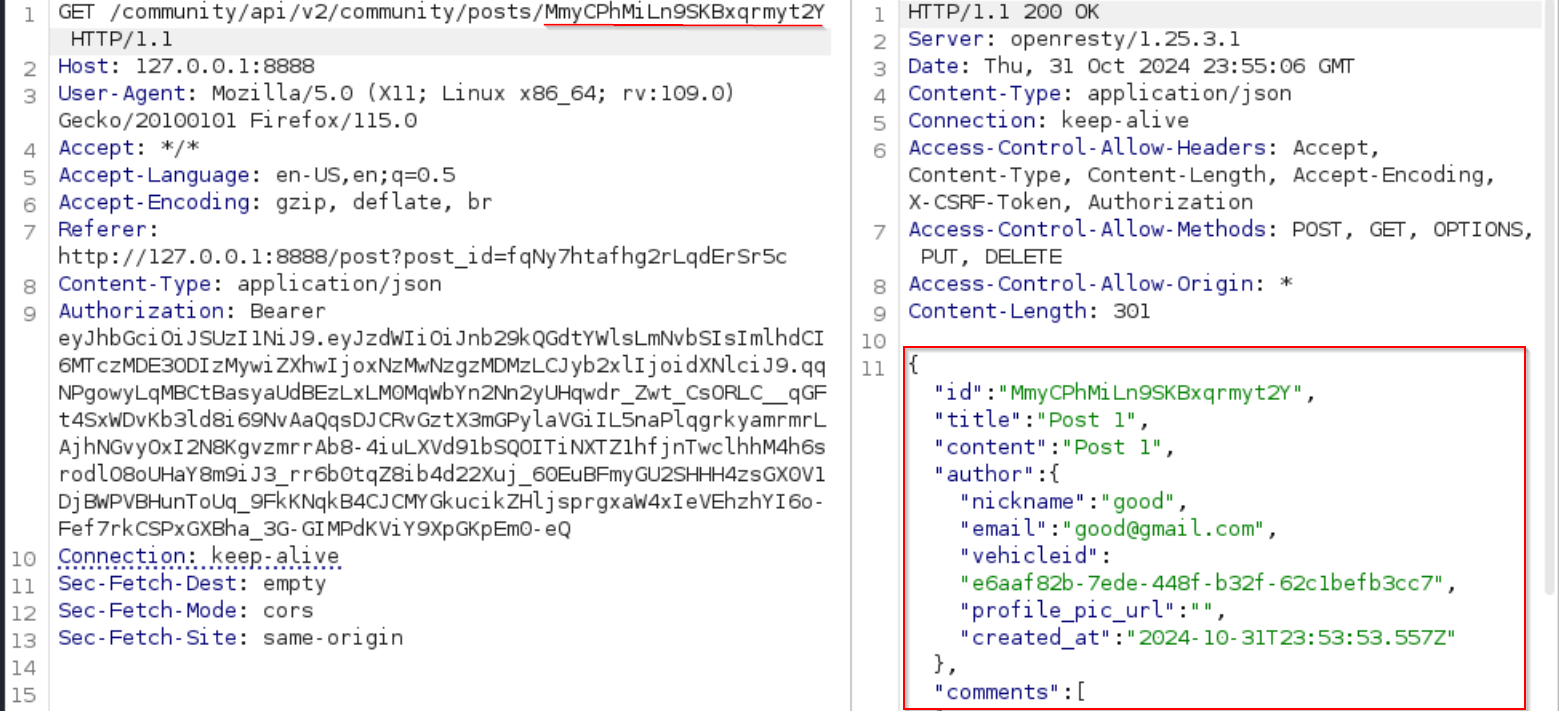 1 GET /community/api/v2/community/posts/MmyCPhMiLn9SKBxqrmyt2Y
HTTP/1.1
2 Host: 127.0.0.1:8888
3 User-Agent: Mozilla/5.0 (X11; Linux x86_64; rv:109.0)
Gecko/20100101 Firefox/115.0
4 Accept: */*
5 Accept-Language: en-US,en;q=0.5
6 Accept-Encoding: gzip, deflate, br
7 Referer:
http://127.0.0.1:8888/post?post_id=fqNy7htafhg2rLqdErSr5c
8 Content-Type: application/json
9 Authorization: Bearer
eyJhbGciOiJSUzI1NiJ9.eyJzdWIiOiJnb29kQGdtYWlsLmNvbSIsImlhdCI
6MTczMDE3ODIzMywiZXhwIjoxNzMwNzgzMDMzLCJyb2xlIjoidXNlciJ9.qq
NPgowyLqMBCtBasyaUdBEzLxLM0MqWbYn2Nn2yUHqwdr_Zwt_CsORLC__qGF
t4SxWDvKb3ld8i69NvAaQqsDJCRvGztX3mGPylaVGiIL5naPlqgrkyamrmrL
AjhNGvyOxI2N8KgvzmrrAb8-4iuLXVd91bSQOITiNXTZ1hfjnTwclhhM4h6s
rodlO8oUHaY8m9iJ3_rr6b0tqZ8ib4d22Xuj_60EuBFmyGU2SHHH4zsGX0V1
DjBWPVBHunToUq_9FkKNqkB4CJCMYGkucikZHljsprgxaW4xIeVEhzhYI6o-
Fef7rkCSPxGXBha_3G-GIMPdKViY9XpGKpEm0-eQ
10 Connection: keep-alive
11 Sec-Fetch-Dest: empty
12 Sec-Fetch-Mode: cors
13 Sec-Fetch-Site: same-origin
14
15
1 HTTP/1.1 200 OK
2 Server: openresty/1.25.3.1
3 Date: Thu, 31 Oct 2024 23:55:06 GMT
4 Content-Type: application/json
5 Connection: keep-alive
6 Access-Control-Allow-Headers: Accept,
Content-Type, Content-Length, Accept-Encoding,
X-CSRF-Token, Authorization
7 Access-Control-Allow-Methods: POST, GET, OPTIONS,
PUT, DELETE
8 Access-Control-Allow-Origin: *
9 Content-Length: 301
10
11 {
"id":"MmyCPhMiLn9SKBxqrmyt2Y",
"title":"Post 1",
"content":"Post 1",
"author":{
"nickname":"good",
"email":"good@gmail.com",
"vehicleid":
"e6aaf82b-7ede-448f-b32f-62c1befb3cc7",
"profile_pic_url":"",
"created_at":"2024-10-31T23:53:53.557Z"
},
"comments":[